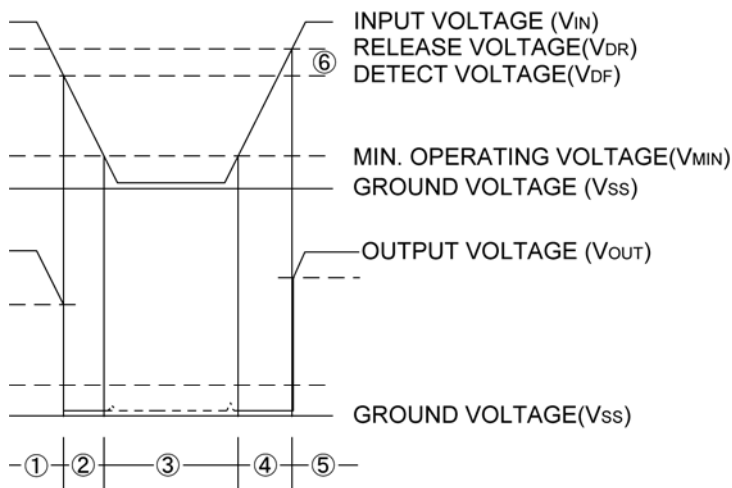 INPUT VOLTAGE (VIN)
RELEASE VOLTAGE(VDR)
⑥
DETECT VOLTAGE(VDF)
MIN. OPERATING VOLTAGE(VMIN)
GROUND VOLTAGE (VSS)
OUTPUT VOLTAGE (VOUT)
GROUND VOLTAGE(VSS)
① ② ③ ④ ⑤